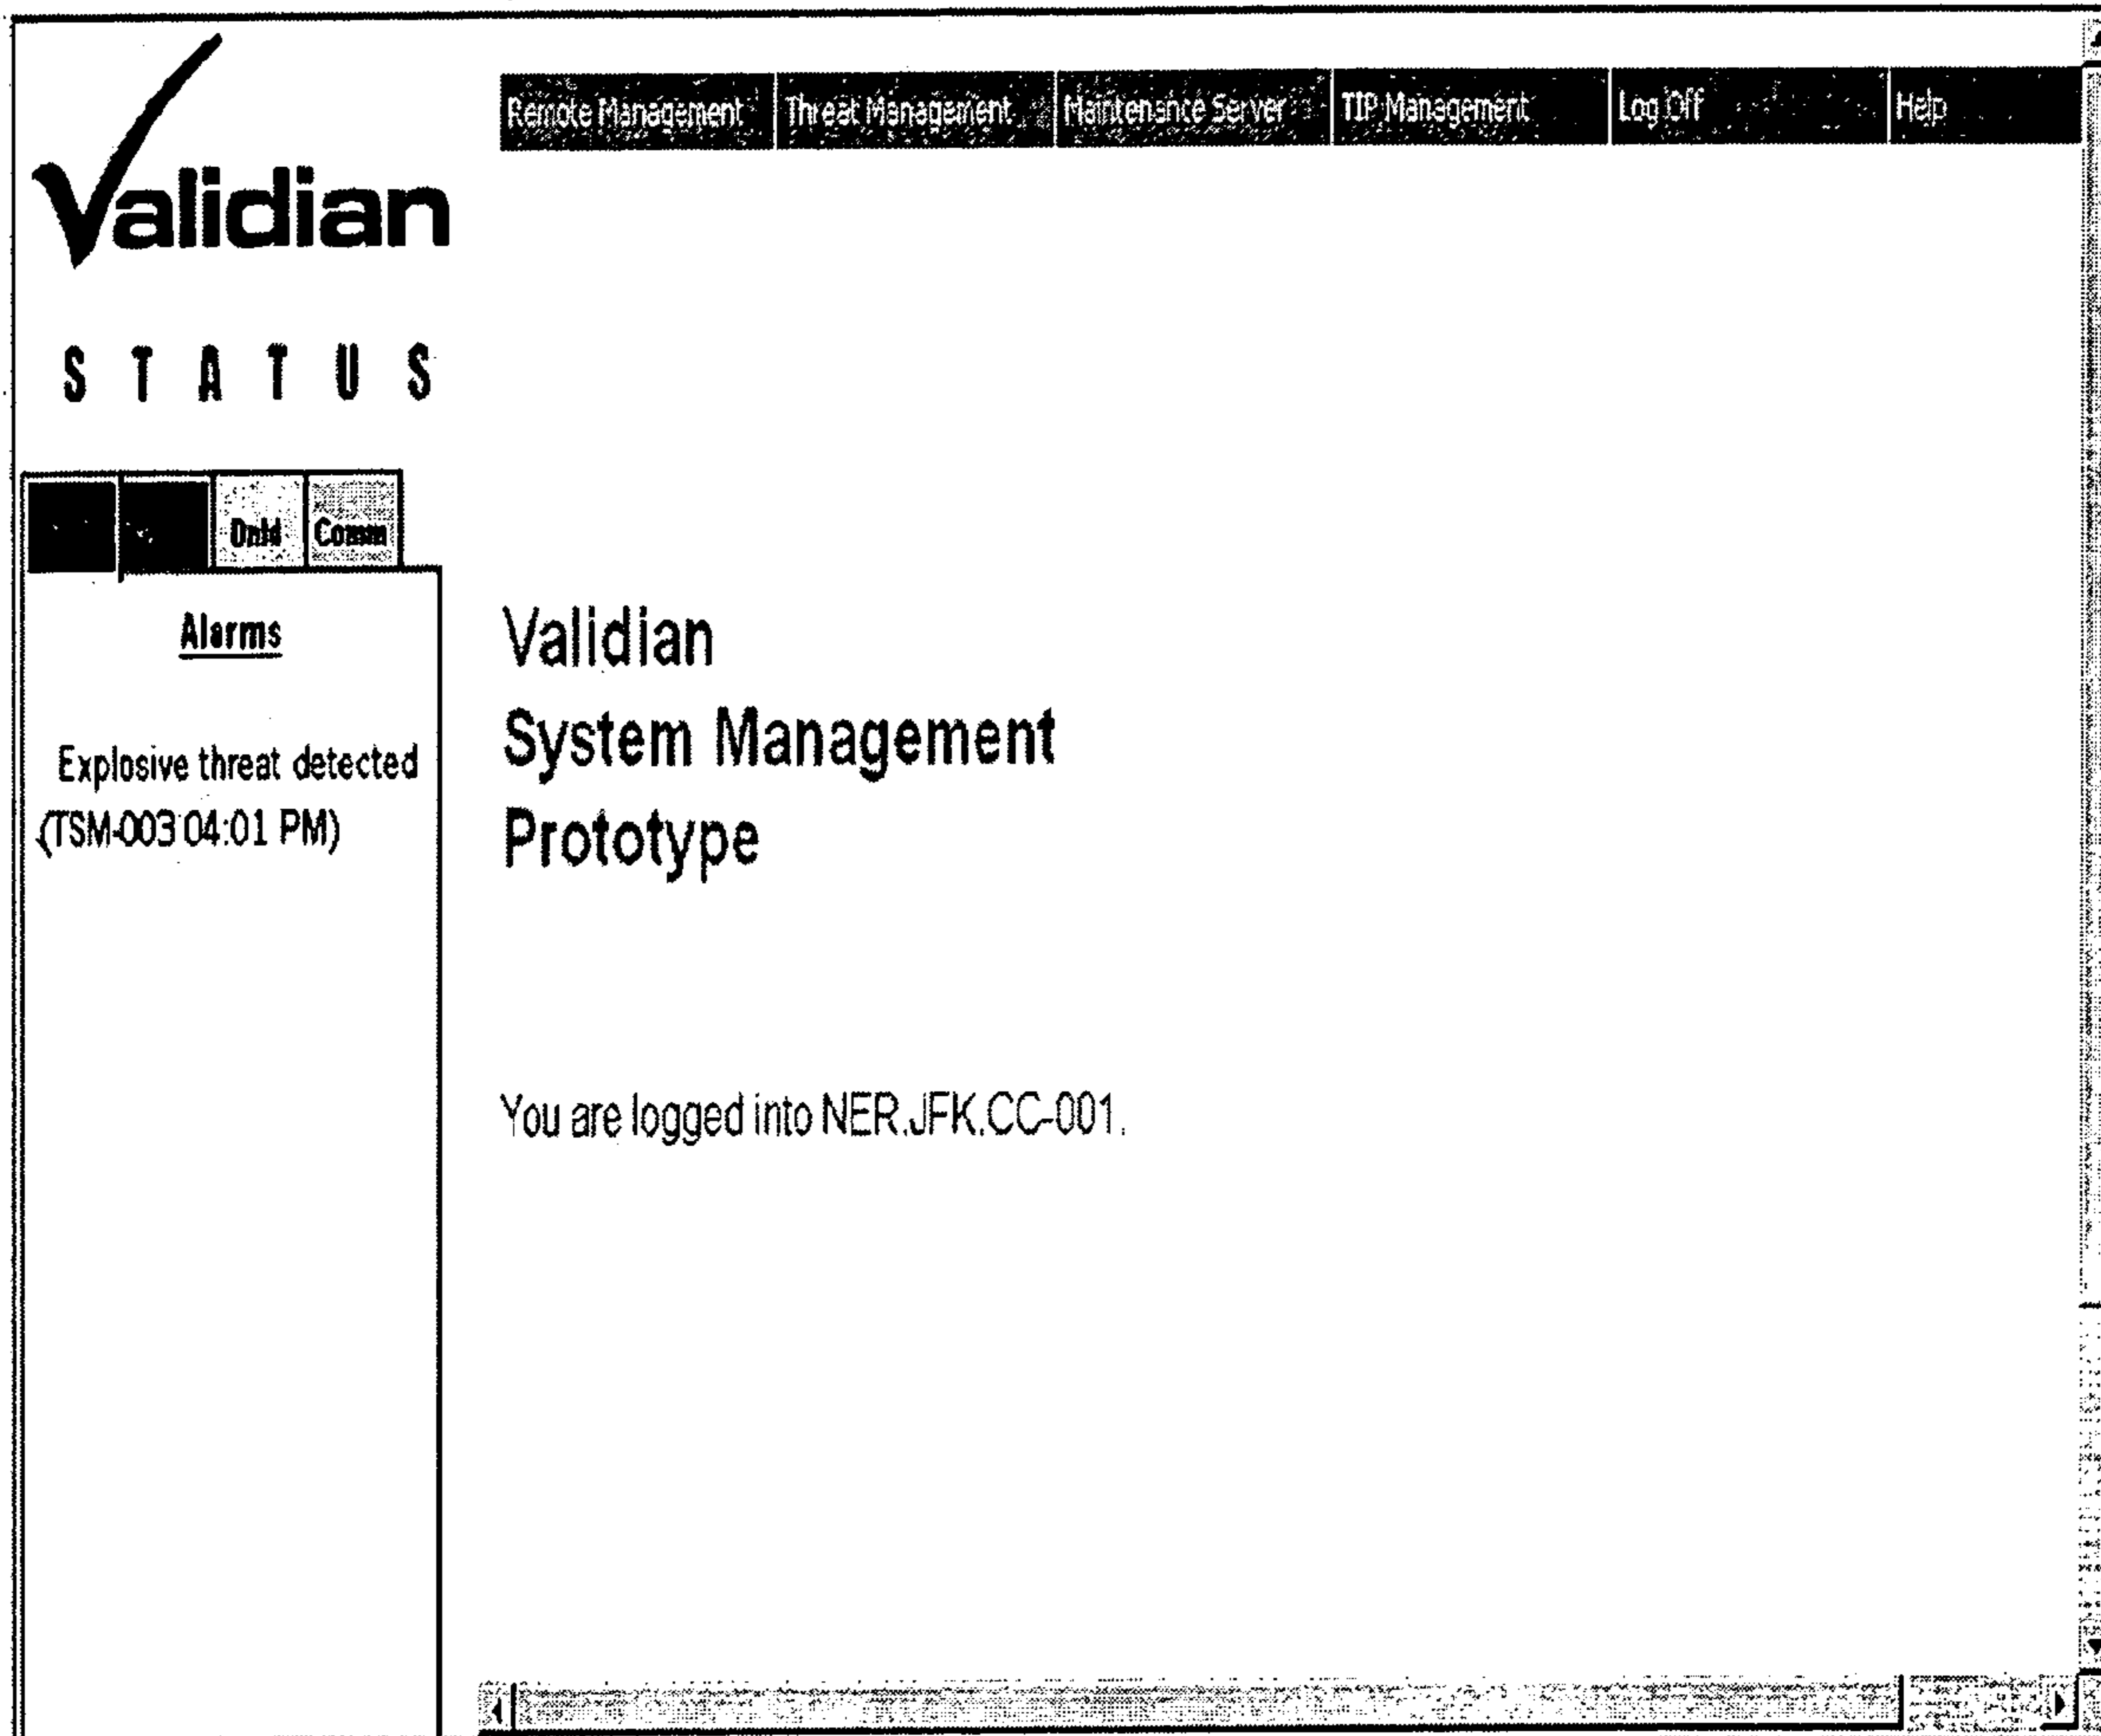 Validian
Remote Management Threat Management Maintenance Server TIP Management Log Off Help
STATUS
Dnld Comm
Alarms
Explosive threat detected
(TSM-003 04:01 PM)
Validian
System Management
Prototype
You are logged into NER.JFK.CC-001.